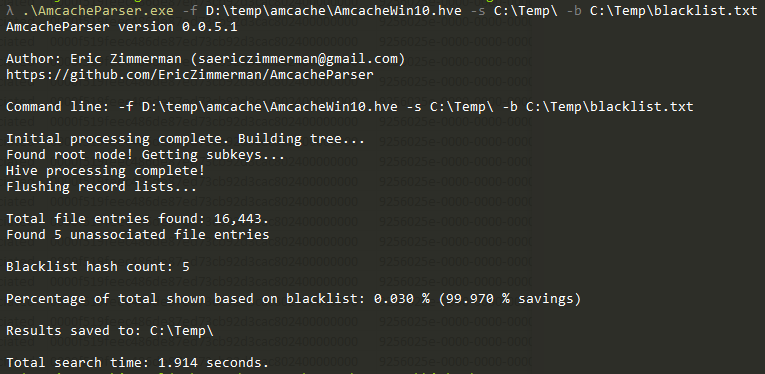 λ .\AmcacheParser.exe -f D:\temp\amcache\AmcacheWin10.hve -s C:\Temp\ -b C:\Temp\blacklist.txt
AmcacheParser version 0.0.5.1
Author: Eric Zimmerman (saericzimmerman@gmail.com)
https://github.com/EricZimmerman/AmcacheParser
Command line: -f D:\temp\amcache\AmcacheWin10.hve -s C:\Temp\ -b C:\Temp\blacklist.txt
Initial processing complete. Building tree...
Found root node! Getting subkeys...
Hive processing complete!
Flushing record lists...
Total file entries found: 16,443.
Found 5 unassociated file entries
Blacklist hash count: 5
Percentage of total shown based on blacklist: 0.030 % (99.970 % savings)
Results saved to: C:\Temp\
Total search time: 1.914 seconds.